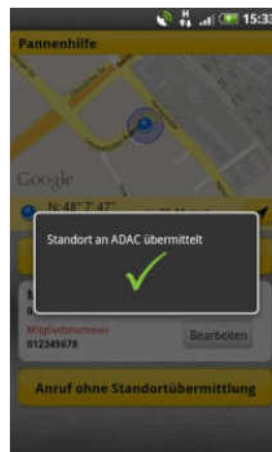 H
15:33
Pannenhilfe
Google
N: 48° 7' 47"
Standort an ADAC übermittelt
Mitgliedsnummer
012345678
Bearbeiten
Anruf ohne Standortübermittlung